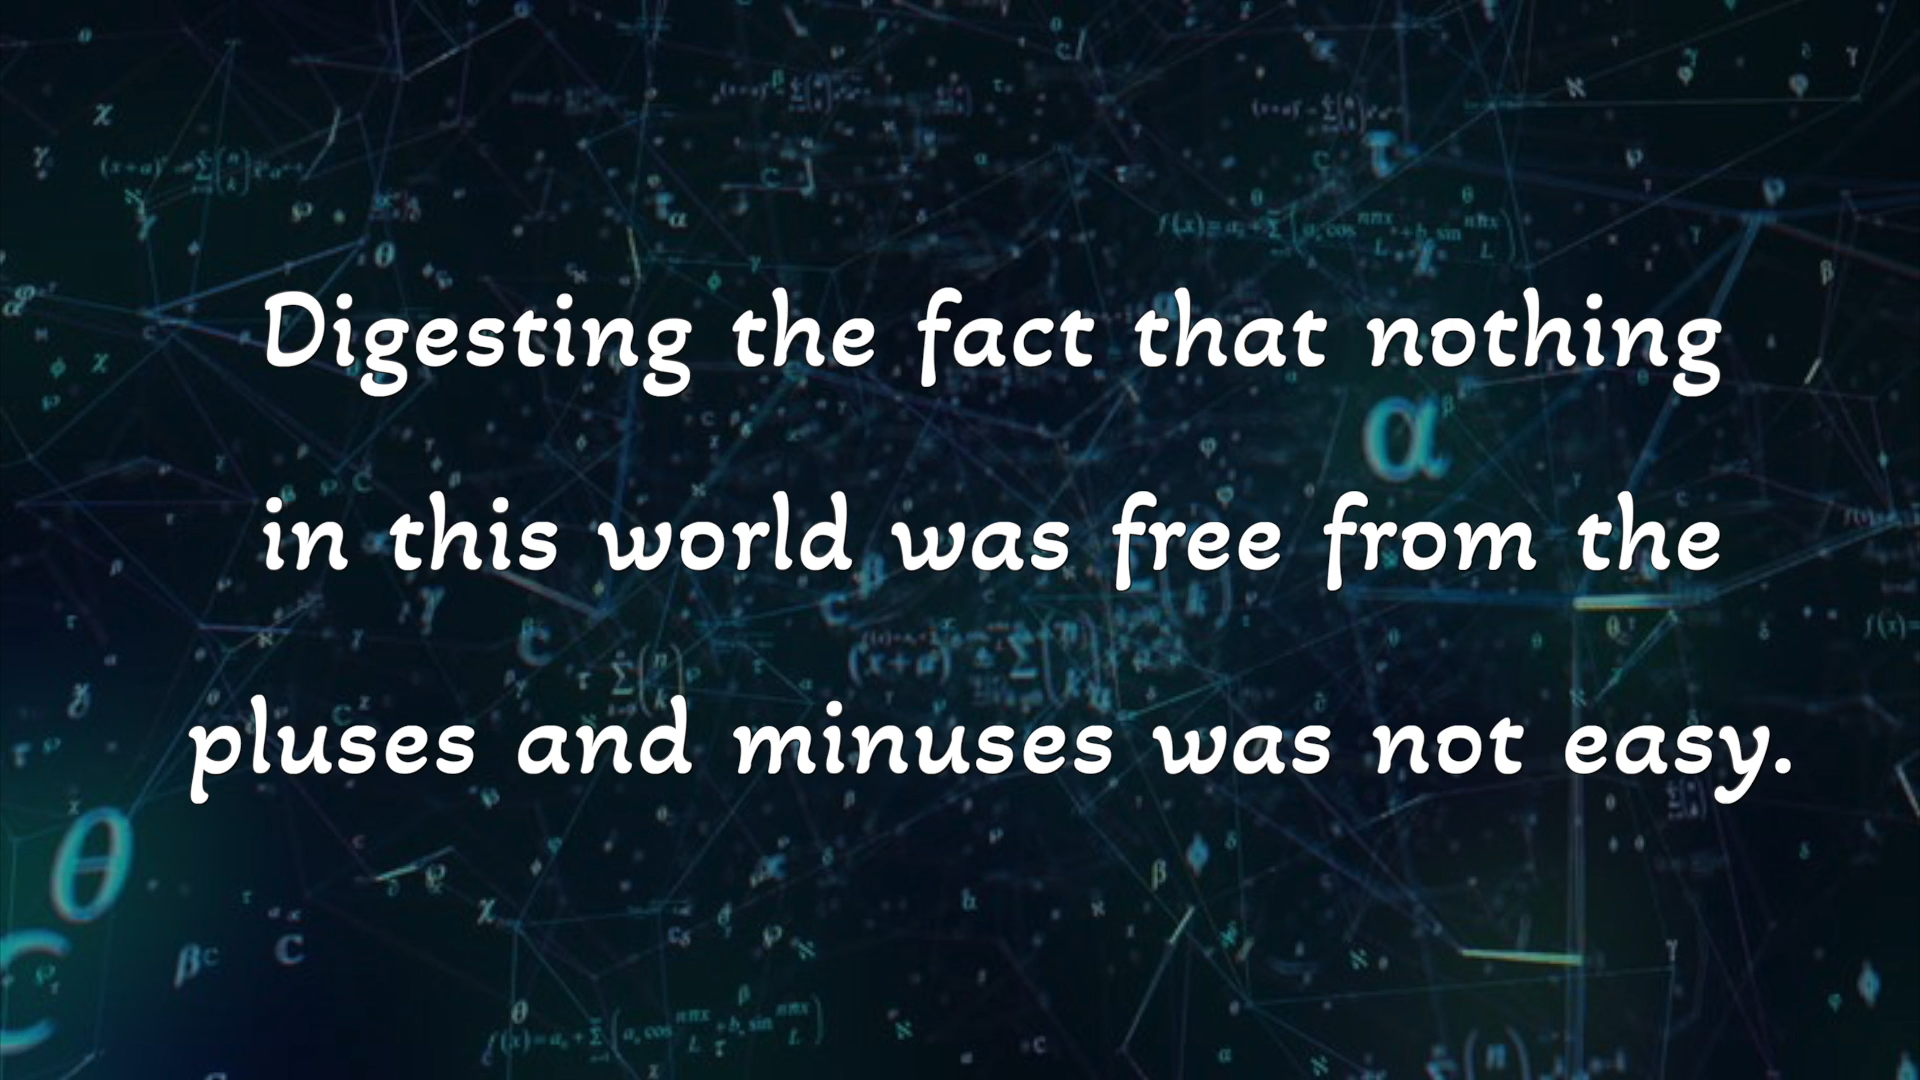 Digesting the fact that nothing
in this world was free from the
pluses and minuses was not easy.